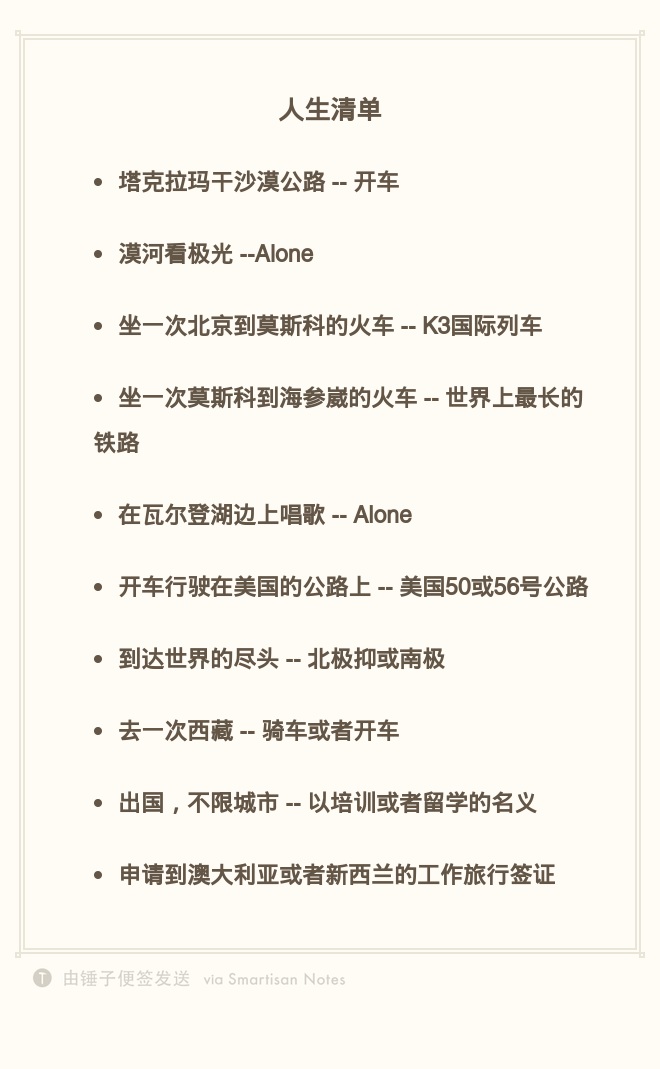 人生清单
• 塔克拉玛干沙漠公路 -- 开车
• 漠河看极光 --Alone
• 坐一次北京到莫斯科的火车 -- K3国际列车
• 坐一次莫斯科到海参崴的火车 -- 世界上最长的
铁路
• 在瓦尔登湖边上唱歌 -- Alone
• 开车行驶在美国的公路上 -- 美国50或56号公路
• 到达世界的尽头 -- 北极抑或南极
• 去一次西藏 -- 骑车或者开车
• 出国，不限城市 -- 以培训或者留学的名义
• 申请到澳大利亚或者新西兰的工作旅行签证
T 由锤子便签发送 via Smartisan Notes